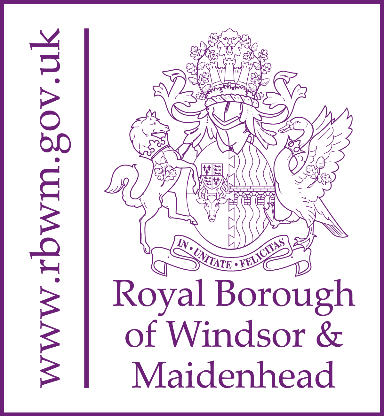 www.rbwm.gov.uk
IN · UNITATE · FELICITAS
Royal Borough
of Windsor &
Maidenhead